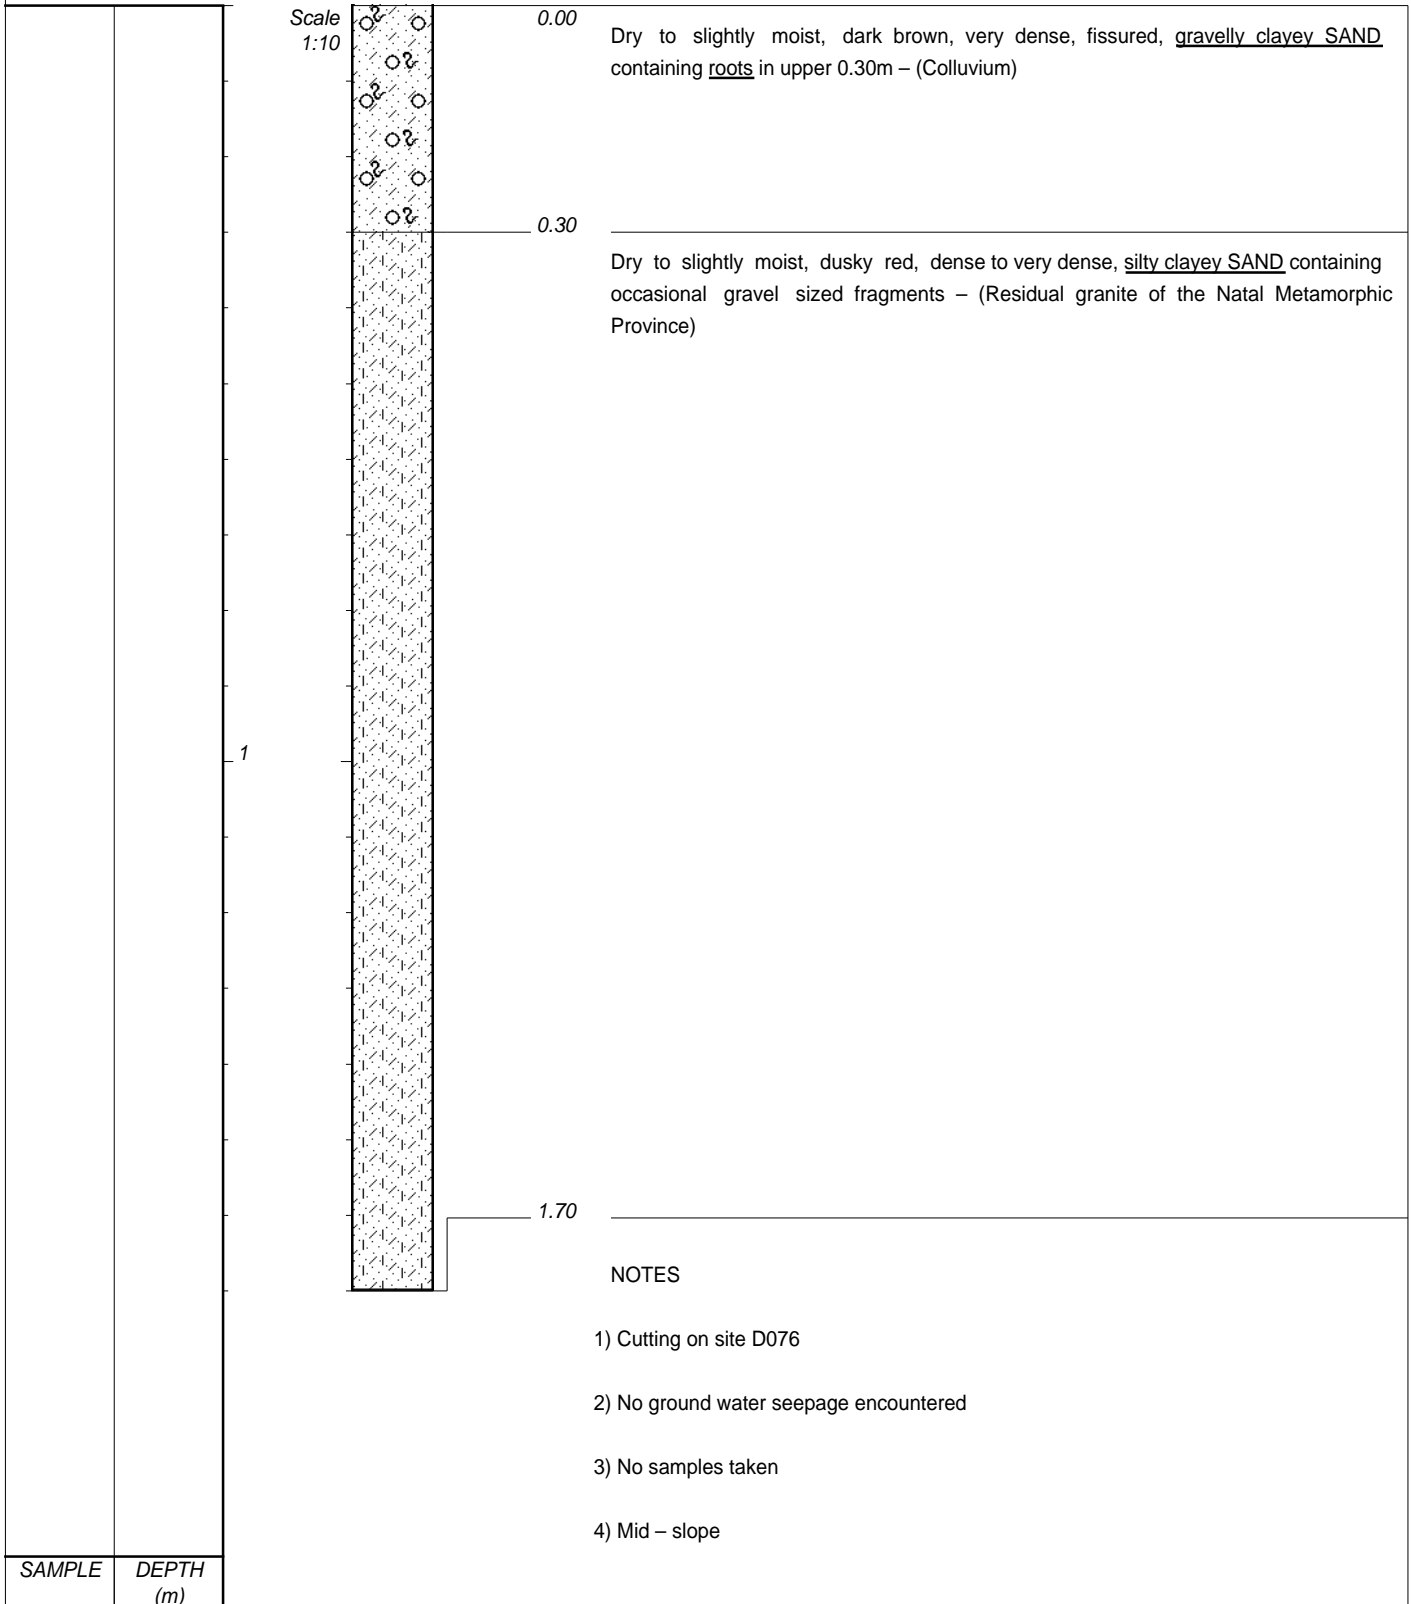 Scale
1:10
0.00
Dry to slightly moist, dark brown, very dense, fissured, gravelly clayey SAND
containing roots in upper 0.30m – (Colluvium)
0.30
Dry to slightly moist, dusky red, dense to very dense, silty clayey SAND containing
occasional gravel sized fragments – (Residual granite of the Natal Metamorphic
Province)
1
1.70
NOTES
1) Cutting on site D076
2) No ground water seepage encountered
3) No samples taken
4) Mid – slope
SAMPLE DEPTH
(m)